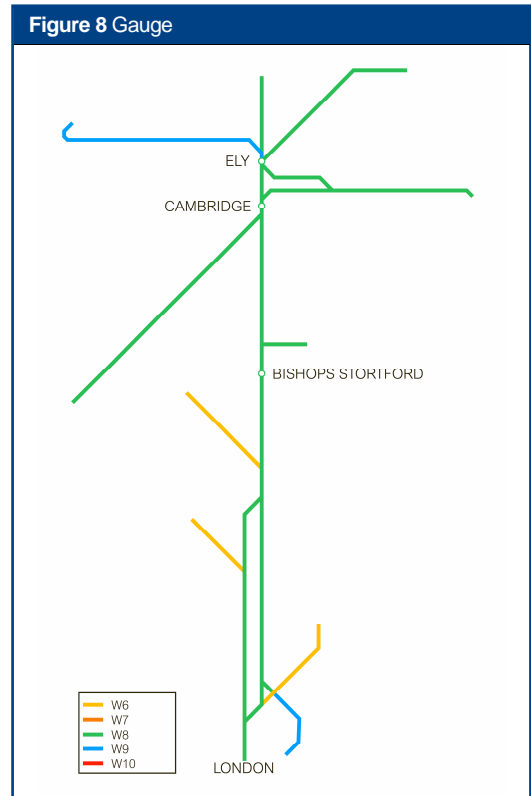 Figure 8 Gauge
ELY
CAMBRIDGE
BISHOPS STORTFORD
W6
W7
W8
W9
W10
LONDON